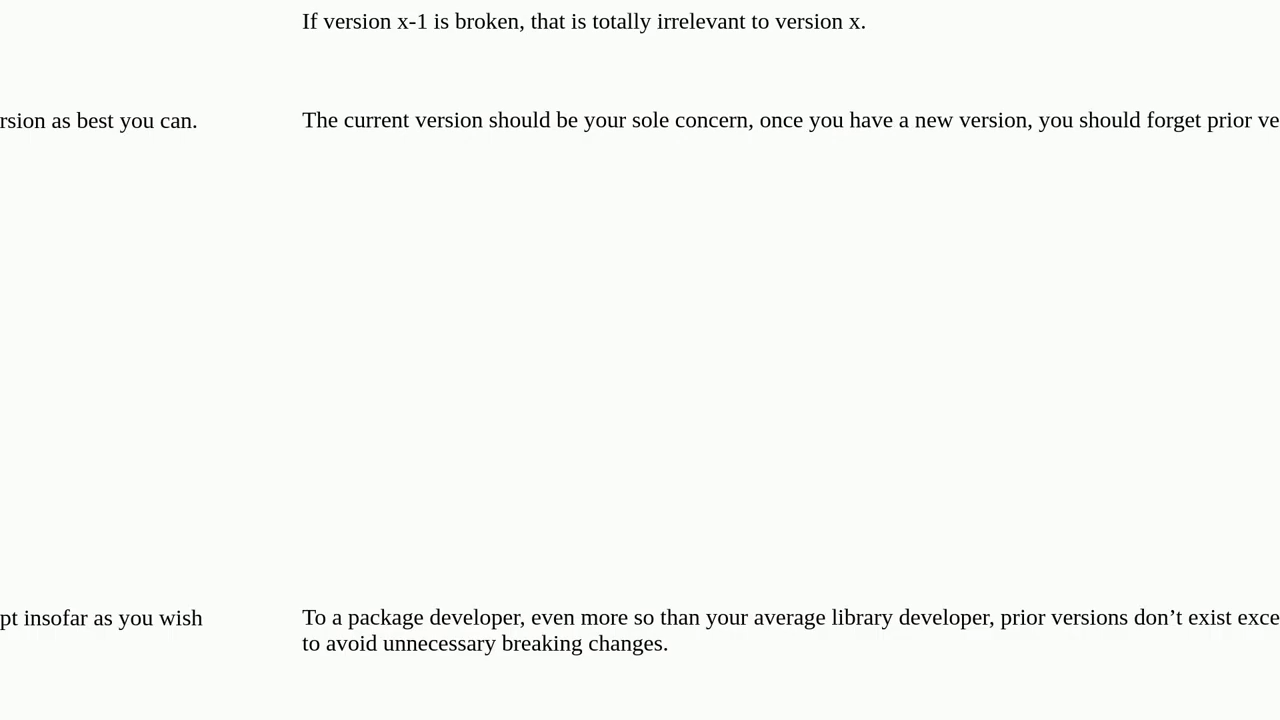 If version x-1 is broken, that is totally irrelevant to version x.
rsion as best you can.
The current version should be your sole concern, once you have a new version, you should forget prior ve
pt insofar as you wish
To a package developer, even more so than your average library developer, prior versions don’t exist exce
to avoid unnecessary breaking changes.